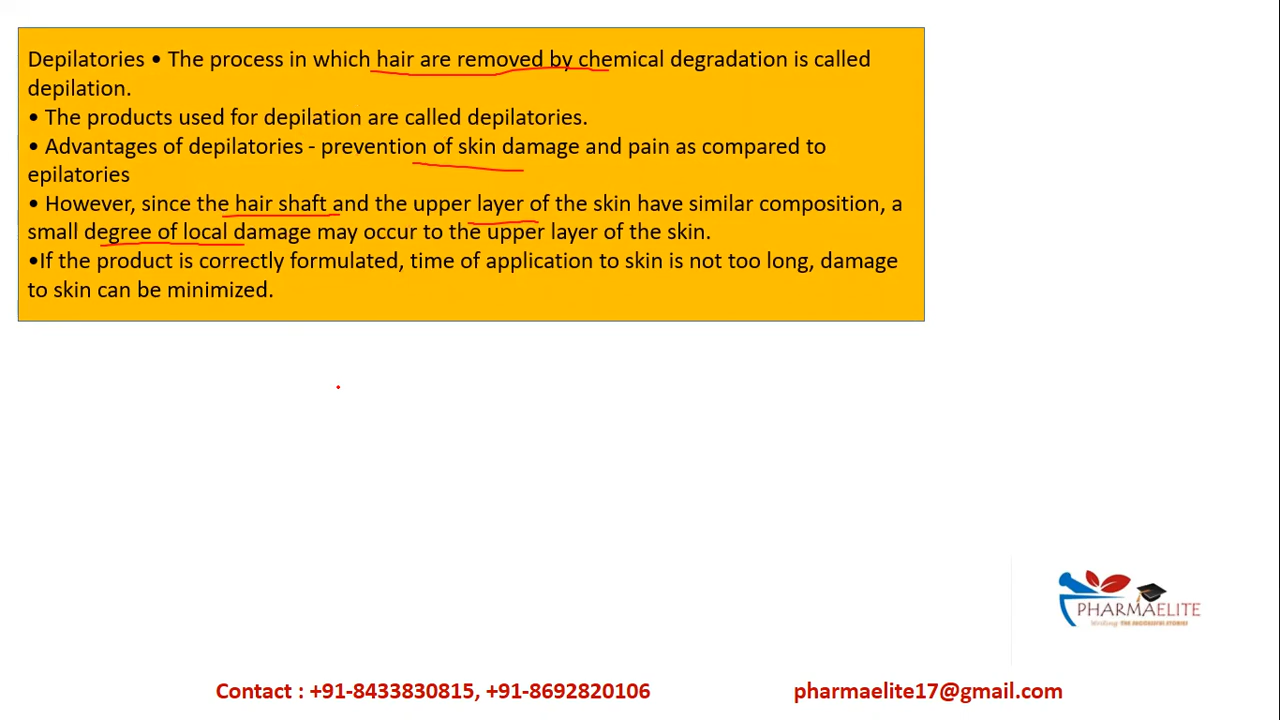 Depilatories • The process in which hair are removed by chemical degradation is called
depilation.
• The products used for depilation are called depilatories.
• Advantages of depilatories - prevention of skin damage and pain as compared to
epilatories
• However, since the hair shaft and the upper layer of the skin have similar composition, a
small degree of local damage may occur to the upper layer of the skin.
•If the product is correctly formulated, time of application to skin is not too long, damage
to skin can be minimized.
PHARMAELITE
Writing THE SUCCESSIVE STORIES
Contact : +91-8433830815, +91-8692820106 pharmaelite17@gmail.com